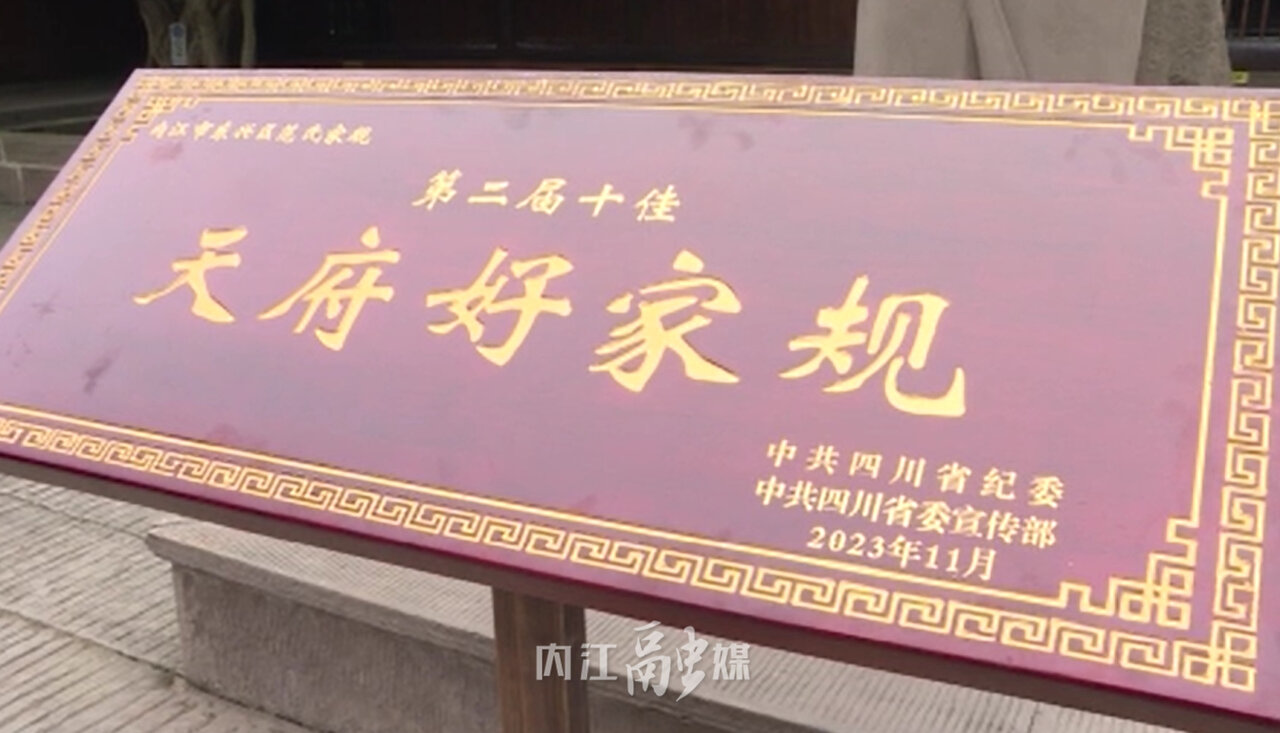 内江市东兴区范氏家规
第二届十佳
天府好家规
中共四川省纪委
中共四川省委宣传部
2023年11月
内江融媒